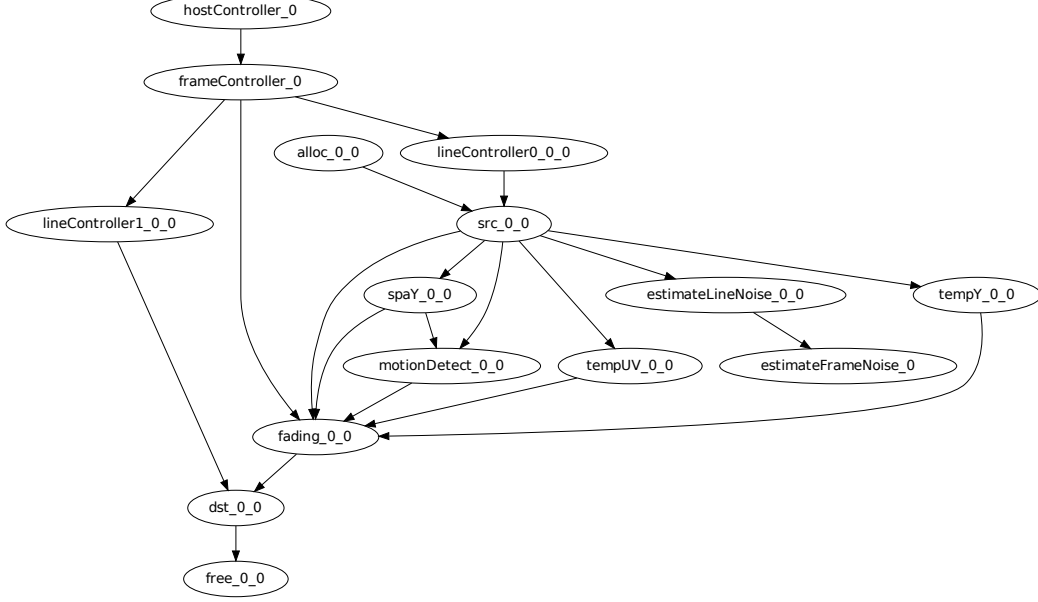 hostController_0
frameController_0
alloc_0_0
lineController0_0_0
lineController1_0_0
src_0_0
spaY_0_0
estimateLineNoise_0_0
tempY_0_0
motionDetect_0_0
tempUV_0_0
estimateFrameNoise_0
fading_0_0
dst_0_0
free_0_0